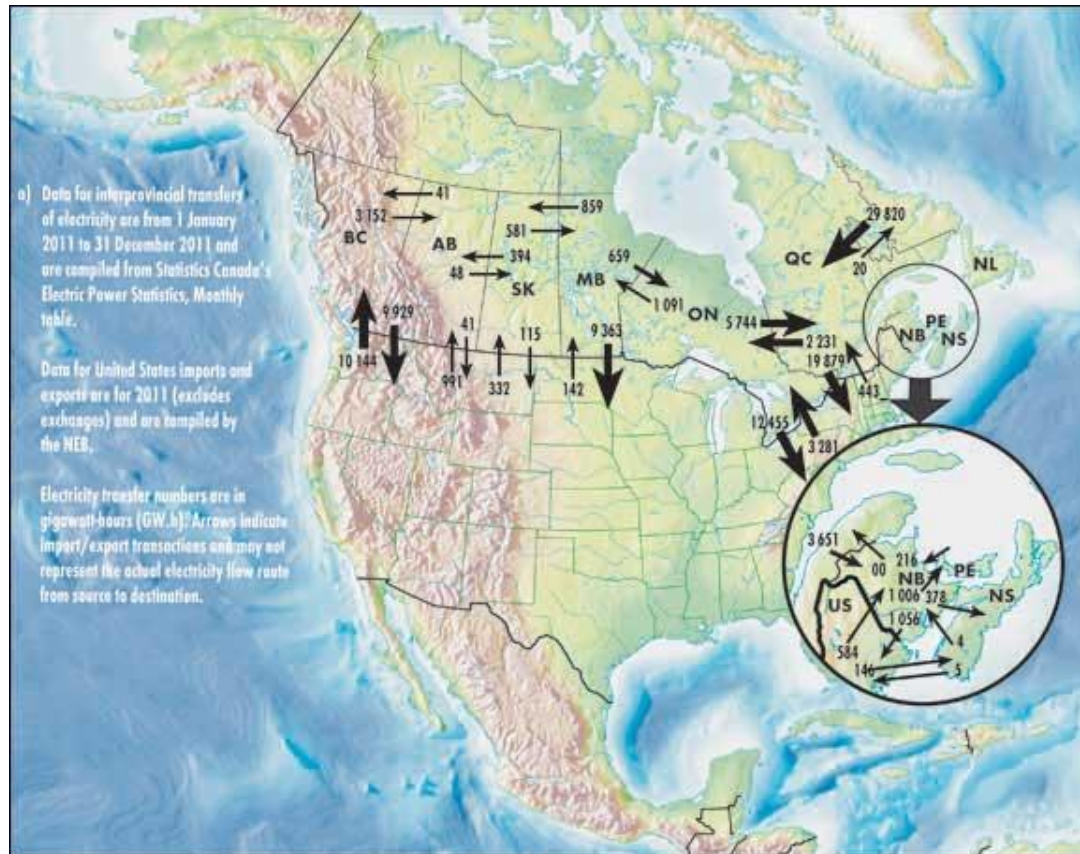 a) Data for interprovincial transfers
of electricity are from 1 January
2011 to 31 December 2011 and
are compiled from Statistics Canada's
Electric Power Statistics, Monthly
table.
Data for United States imports and
exports are for 2011 (excludes
exchanges) and are compiled by
the NEB.
Electricity transfer numbers are in
gigawatt-hours (GW.h). Arrows indicate
import/export transactions and may not
represent the actual electricity flow route
from source to destination.
41
859
3 152
29 820
BC
581
AB
394
659
QC
20
NL
48
SK
MB
1 091
ON
PE
NB
NS
9 929
41
115
9 363
5 744
2 231
10 144
991
332
142
19 879
443
12 455
3 281
3 651
00
216
NB
PE
US
1 006
378
NS
1 056
584
4
146
5